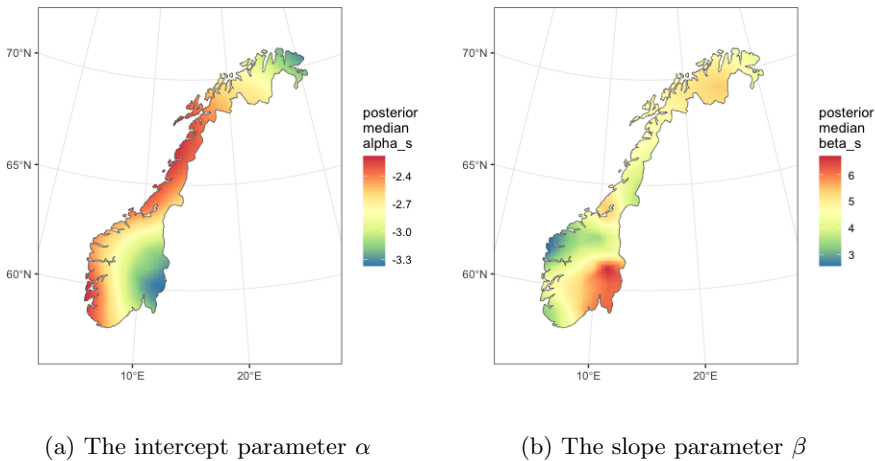 70°N
65°N
60°N
10°E
20°E
posterior
median
alpha_s
-2.4
-2.7
-3.0
-3.3
(a) The intercept parameter α
70°N
65°N
60°N
10°E
20°E
posterior
median
beta_s
6
5
4
3
(b) The slope parameter β